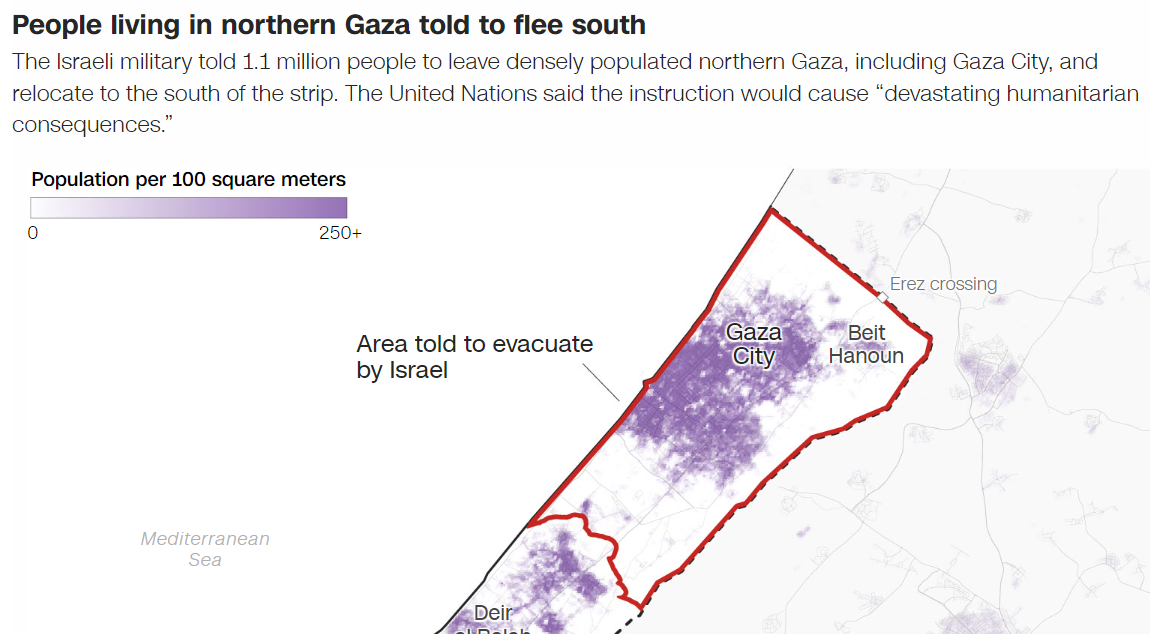 People living in northern Gaza told to flee south
The Israeli military told 1.1 million people to leave densely populated northern Gaza, including Gaza City, and
relocate to the south of the strip. The United Nations said the instruction would cause “devastating humanitarian
consequences.”
Population per 100 square meters
0 250+
Erez crossing
Gaza
City
Beit
Hanoun
Area told to evacuate
by Israel
Mediterranean
Sea
Deir